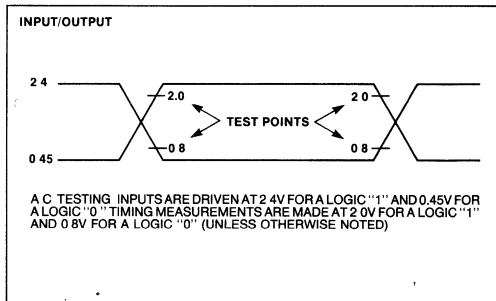 INPUT/OUTPUT
2 4
2.0
2 0
TEST POINTS
0 8
0 8
0 45
A C TESTING INPUTS ARE DRIVEN AT 2 4V FOR A LOGIC "1" AND 0.45V FOR
A LOGIC "0" TIMING MEASUREMENTS ARE MADE AT 2 0V FOR A LOGIC "1"
AND 0 8V FOR A LOGIC "0" (UNLESS OTHERWISE NOTED)